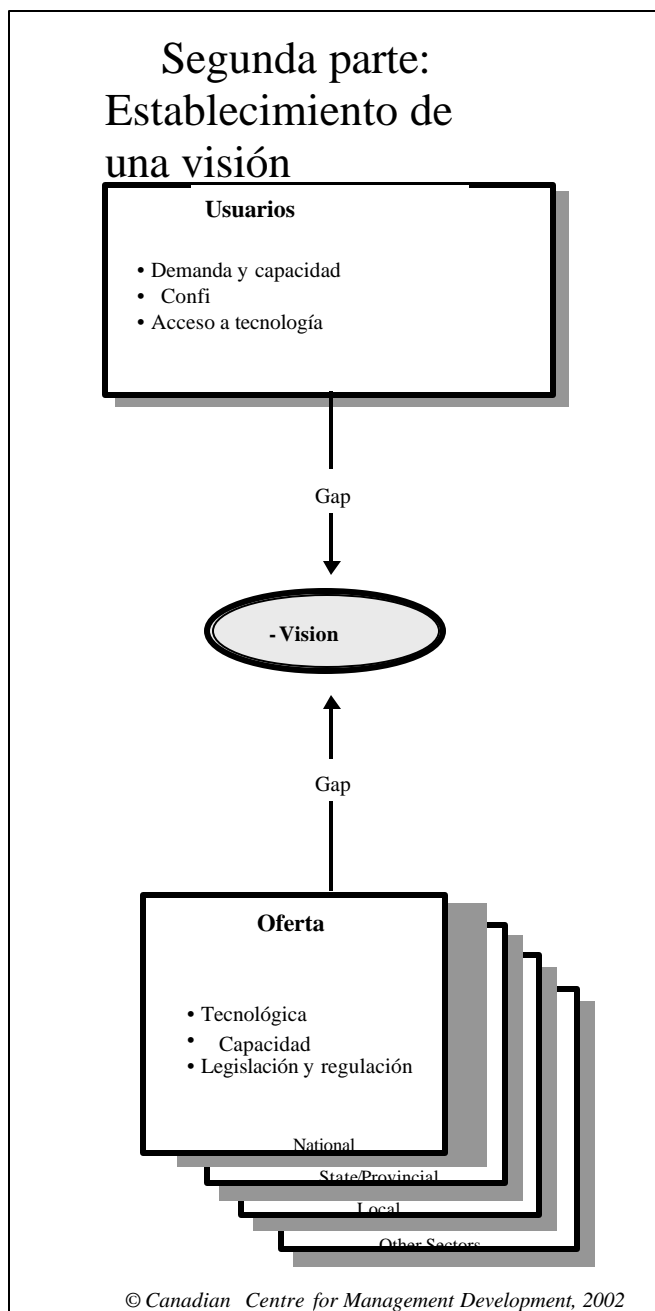 Segunda parte:
Establecimiento de
una visión
Usuarios
• Demanda y capacidad
• Confi
• Acceso a tecnología
Gap
- Vision
Gap
Oferta
• Tecnológica
• Capacidad
• Legislación y regulación
National
State/Provincial
Local
Other Sectors
© Canadian Centre for Management Development, 2002